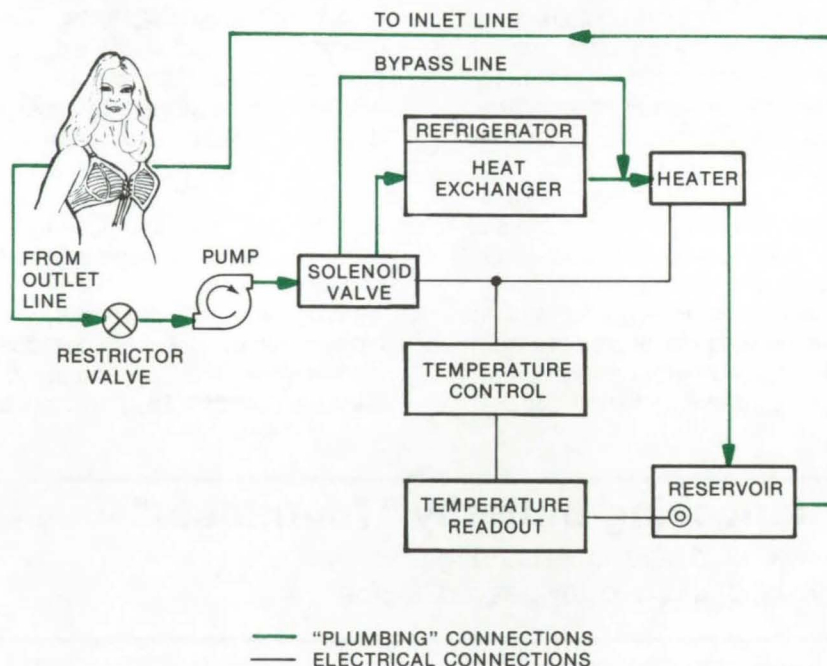 TO INLET LINE
BYPASS LINE
REFRIGERATOR
HEAT
EXCHANGER
HEATER
FROM
OUTLET
LINE
PUMP
SOLENOID
VALVE
RESTRICTOR
VALVE
TEMPERATURE
CONTROL
TEMPERATURE
READOUT
RESERVOIR
"PLUMBING" CONNECTIONS
ELECTRICAL CONNECTIONS